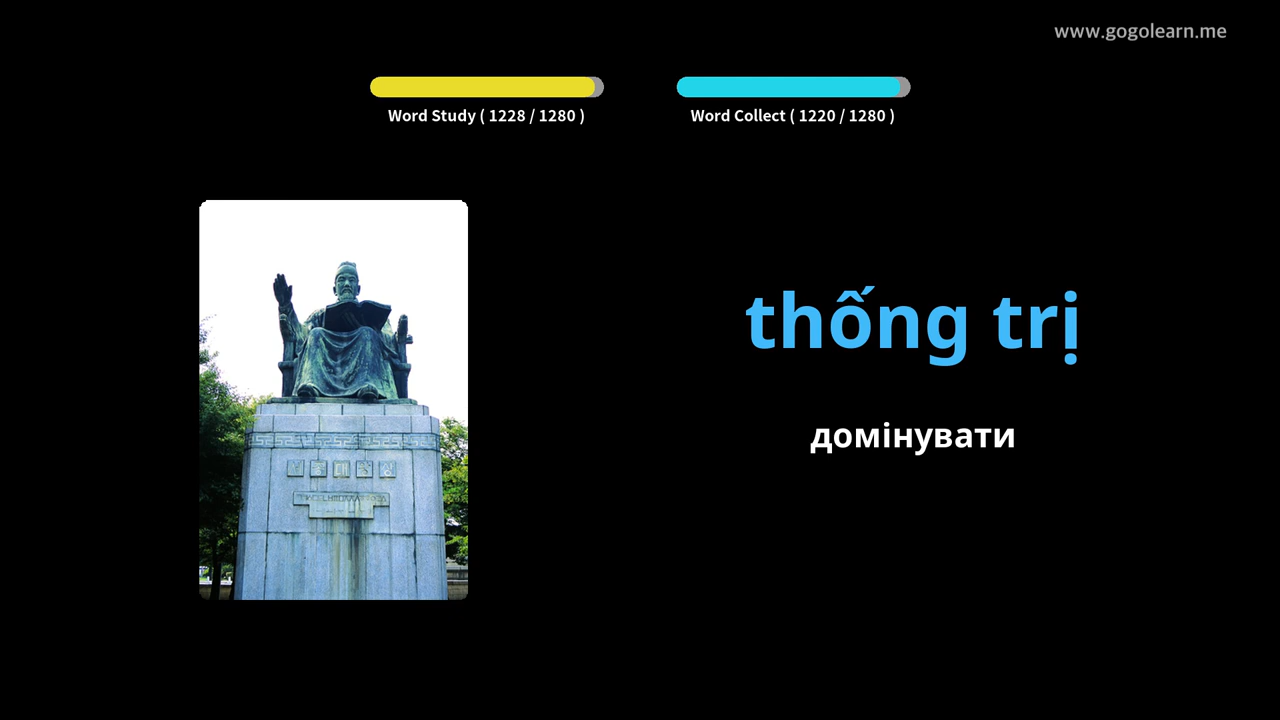 www.gogolearn.me
Word Study ( 1228 / 1280 )
Word Collect ( 1220 / 1280 )
thống trị
домінувати